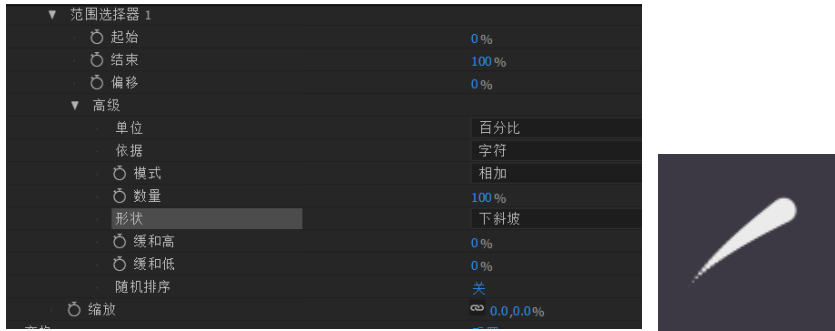 范围选择器 1
起始 0%
结束 100%
偏移 0%
高级
单位 百分比
依据 字符
模式 相加
数量 100%
形状 下斜坡
缓和高 0%
缓和低 0%
随机排序 关
缩放 0.0,0.0%